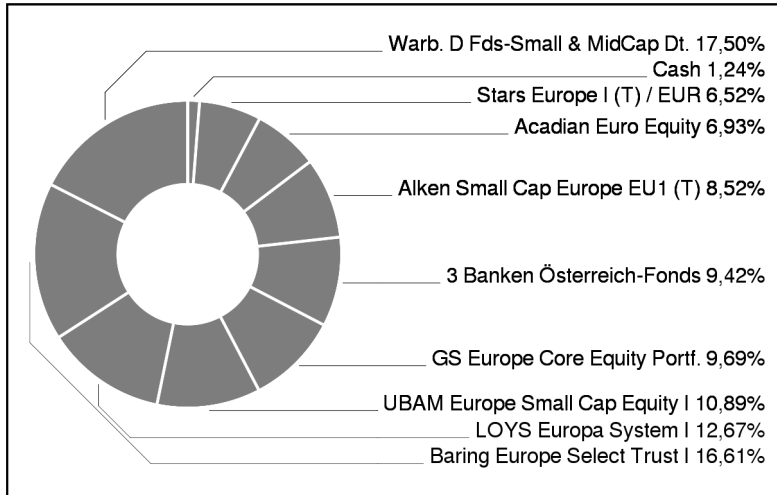 Warb. D Fds-Small & MidCap Dt. 17,50%
Cash 1,24%
Stars Europe I (T) / EUR 6,52%
Acadian Euro Equity 6,93%
Alken Small Cap Europe EU1 (T) 8,52%
3 Banken Österreich-Fonds 9,42%
GS Europe Core Equity Portf. 9,69%
UBAM Europe Small Cap Equity I 10,89%
LOYS Europa System I 12,67%
Baring Europe Select Trust I 16,61%